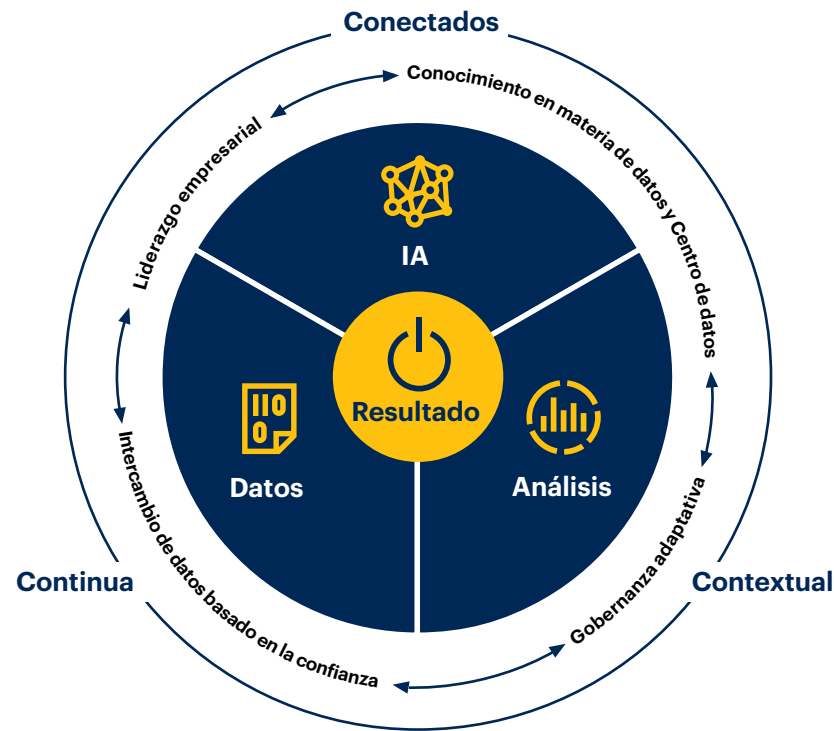 Conectados
Conocimiento en materia de datos y Centro de datos
Liderazgo empresarial
IA
Resultado
Datos
Análisis
Intercambio de datos basado en la confianza
Gobernanza adaptativa
Continua
Contextual